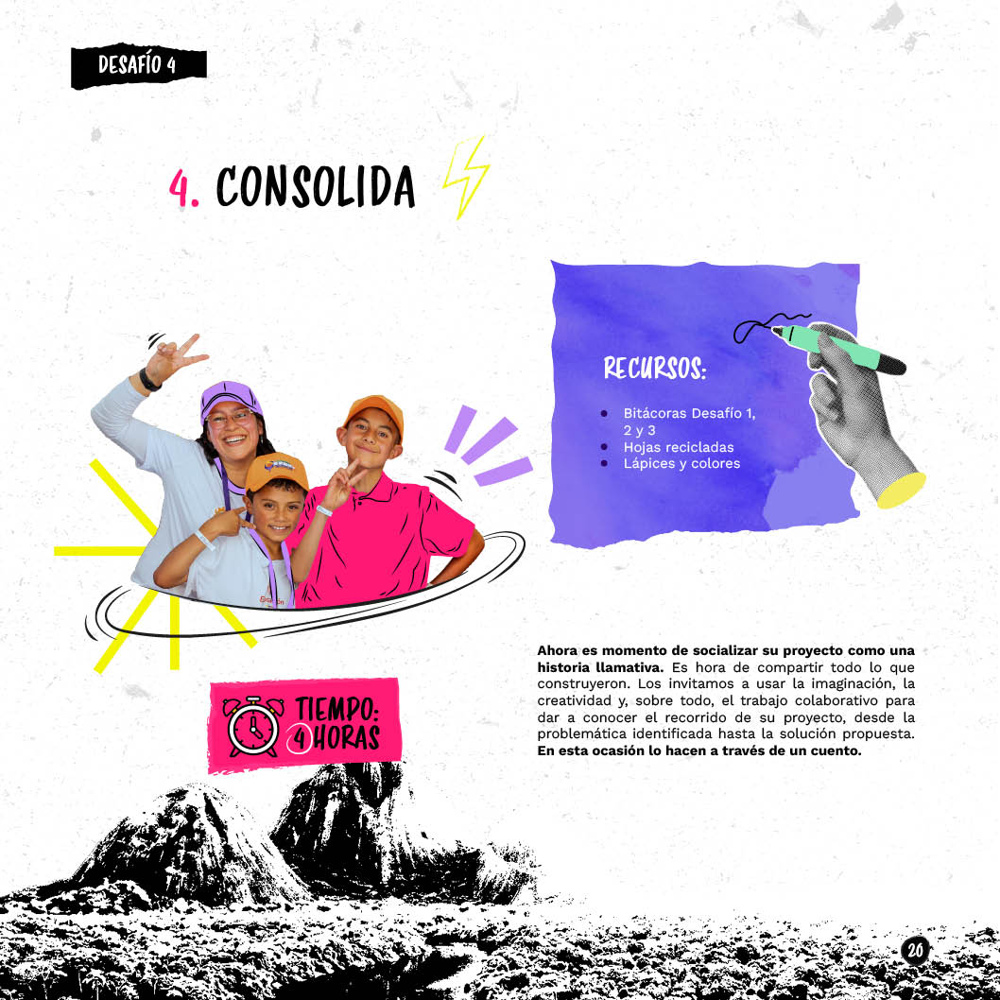 DESAFÍO 4
4. CONSOLIDA
RECURSOS:
Bitácoras Desafío 1,
2 y 3
Hojas recicladas
Lápices y colores
Ahora es momento de socializar su proyecto como una
historia llamativa. Es hora de compartir todo lo que
construyeron. Los invitamos a usar la imaginación, la
creatividad y, sobre todo, el trabajo colaborativo para
dar a conocer el recorrido de su proyecto, desde la
problemática identificada hasta la solución propuesta.
En esta ocasión lo hacen a través de un cuento.
TIEMPO:
4 HORAS
20